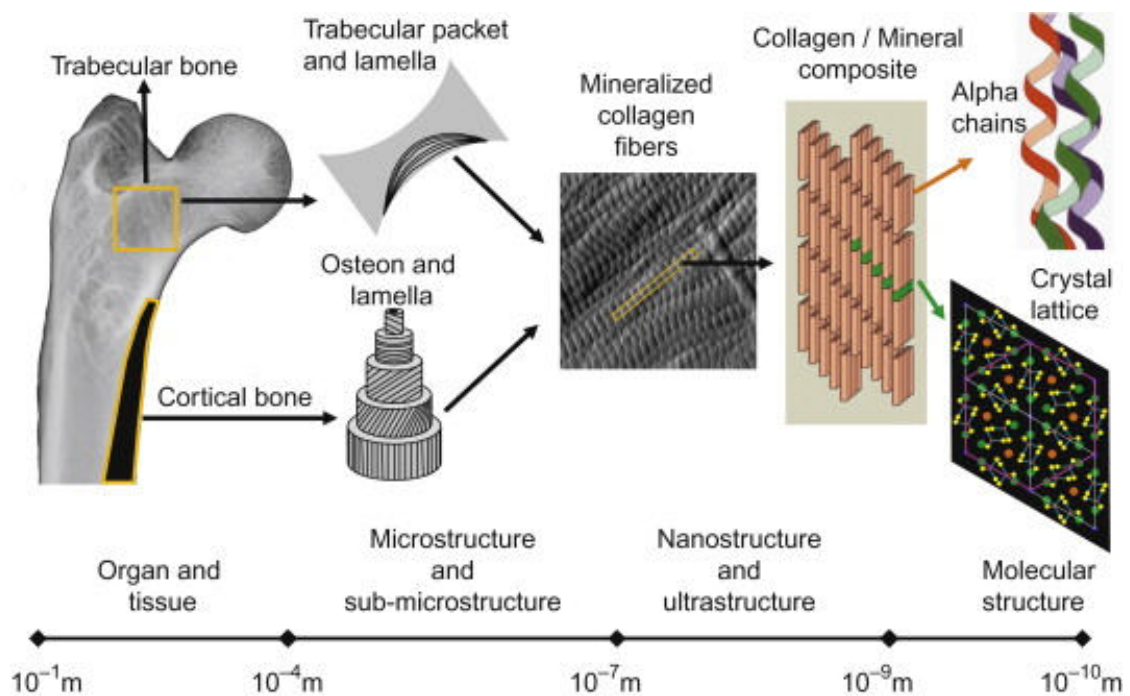 Trabecular bone
Trabecular packet
and lamella
Osteon and
lamella
Cortical bone
Mineralized
collagen
fibers
Collagen / Mineral
composite
Alpha
chains
Crystal
lattice
Organ and
tissue
Microstructure
and
sub-microstructure
Nanostructure
and
ultrastructure
Molecular
structure
10⁻¹m
10⁻⁴m
10⁻⁷m
10⁻⁹m
10⁻¹⁰m